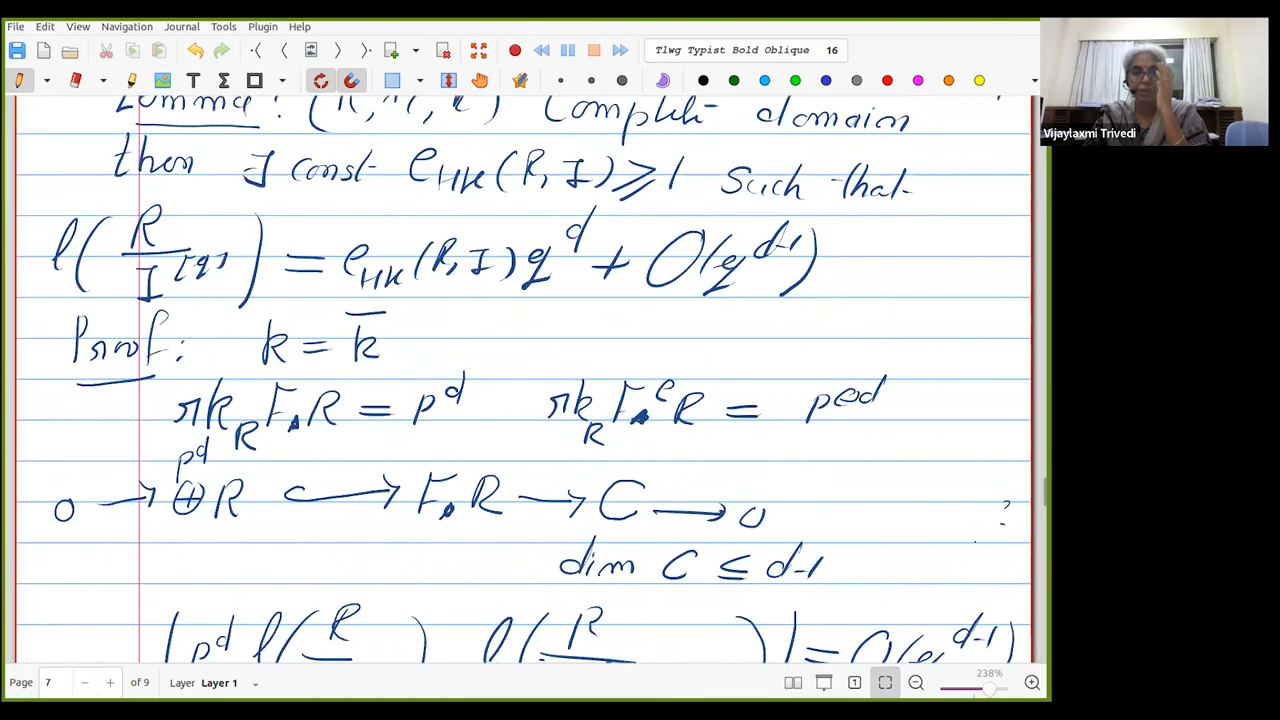 File Edit View Navigation Journal Tools Plugin Help
Tlwg Typist Bold Oblique 16
Vijaylaxmi Trivedi
Lemma : (R, m, k) Complete domain
then ∃ const e_HK(R, I) ⩾ 1 Such that
l(R/I^[q]) = e_HK(R, I) q^d + O(q^{d-1})
Proof : k = k̄
rk_R F_*R = p^d rk_R F_*^e R = p^{ed}
0 → ⊕^{p^d} R ↪ F_*R → C → 0
dim C ≤ d-1
| p^d l( R l( R ) | = O(q^{d-1})
Page 7 of 9 Layer Layer 1 238%